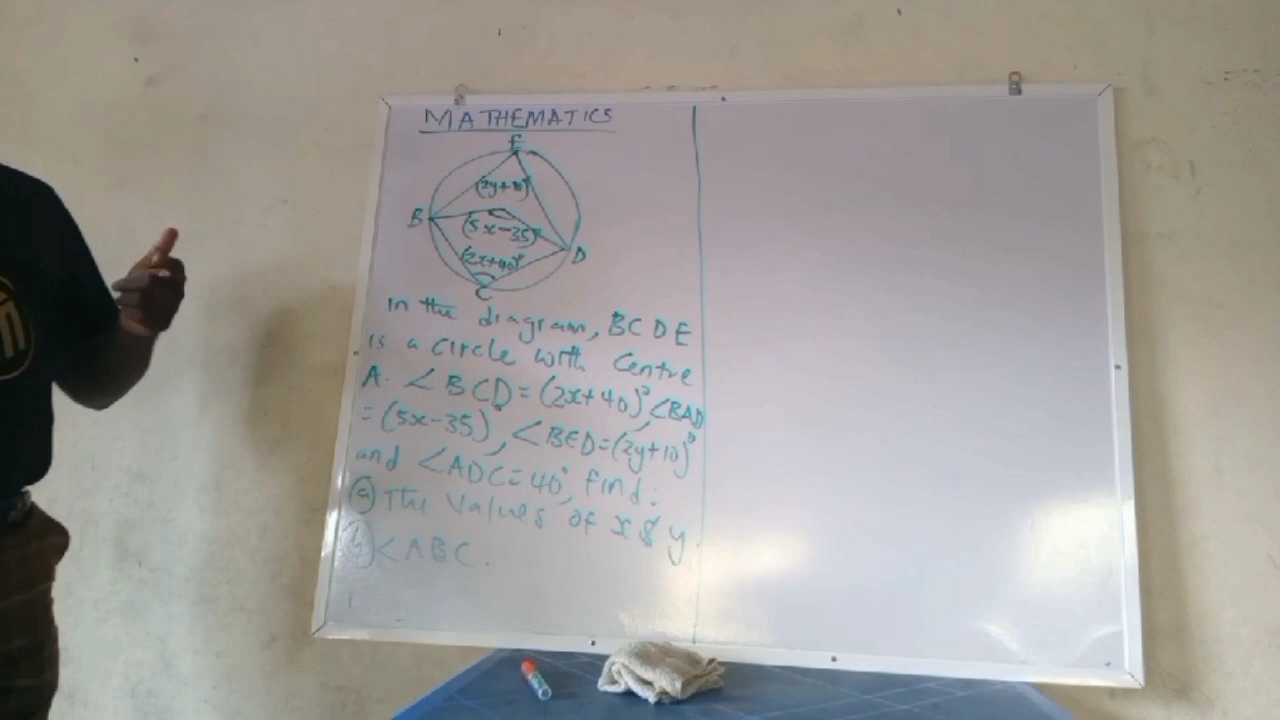 MATHEMATICS
E
(2y+10)°
B
(5x-35)°
D
(2x+40)°
C
In the diagram, BCDE
is a circle with Centre
A. ∠BCD=(2x+40)°, ∠BAD
=(5x-35)°, ∠BED=(2y+10)°
and ∠ADC=40°, find:
(a) The values of x & y.
(b) ∠ABC.